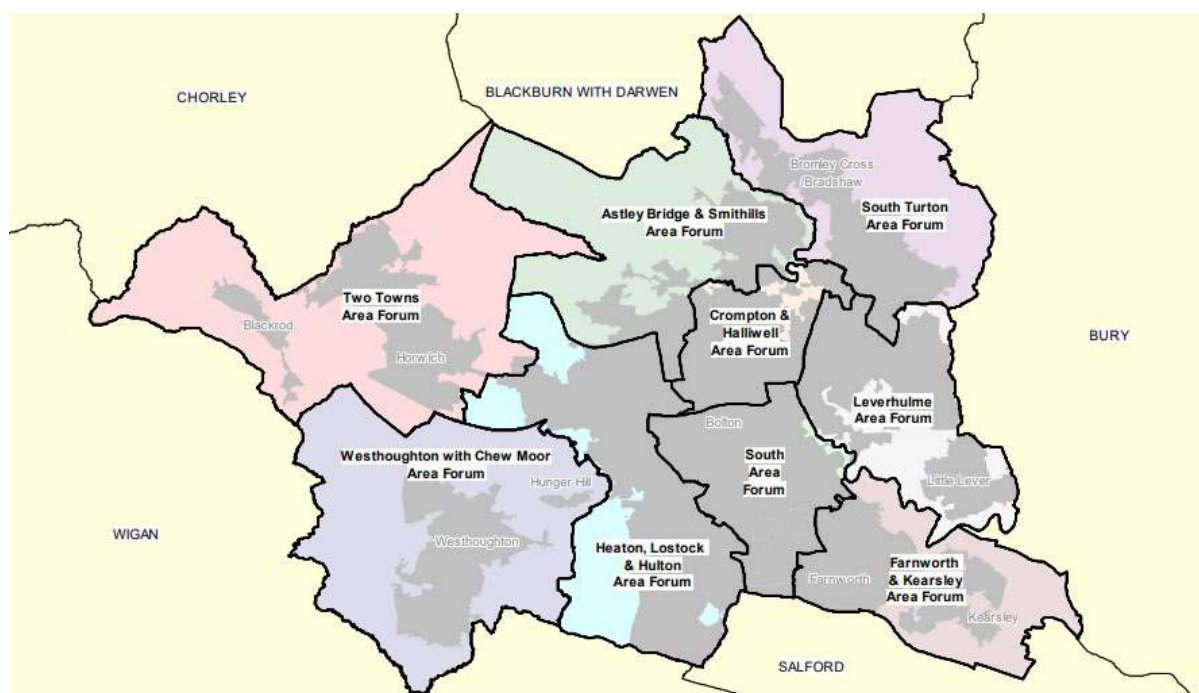 CHORLEY
BLACKBURN WITH DARWEN
Bromley Cross
/Bradshaw
South Turton
Area Forum
Astley Bridge & Smithills
Area Forum
Two Towns
Area Forum
Blackrod
Horwich
Crompton &
Halliwell
Area Forum
BURY
Leverhulme
Area Forum
Bolton
Westhoughton with Chew Moor
Area Forum
South
Area
Forum
Hunger Hill
Little Lever
WIGAN
Westhoughton
Heaton, Lostock
& Hulton
Area Forum
Farnworth
Farnworth
& Kearsley
Area Forum
Kearsley
SALFORD